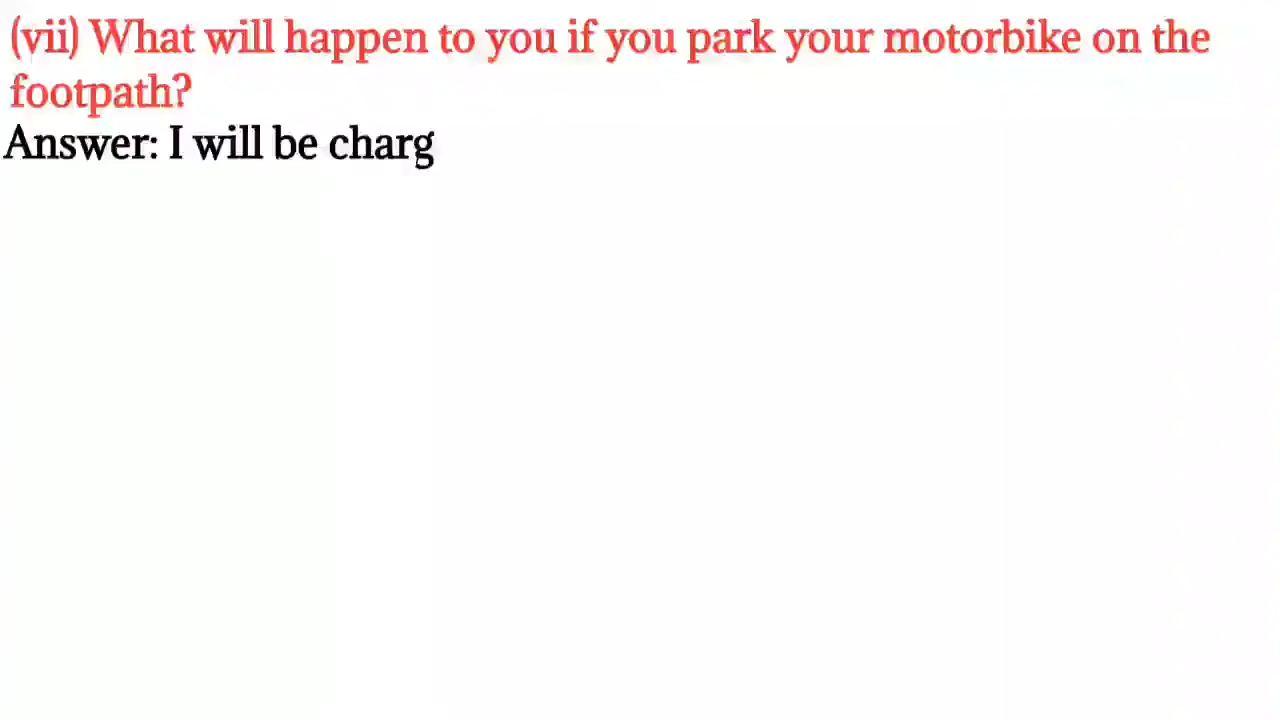 (vii) What will happen to you if you park your motorbike on the
footpath?
Answer: I will be charg